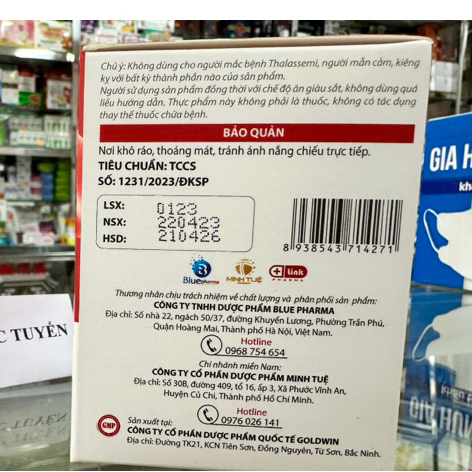 Chú ý: Không dùng cho người mắc bệnh Thalassemi, người mẫn cảm, kiêng
kỵ với bất kỳ thành phần nào của sản phẩm.
Người sử dụng sản phẩm đồng thời với chế độ ăn giàu sắt, không dùng quá
liều hướng dẫn. Thực phẩm này không phải là thuốc, không có tác dụng
thay thế thuốc chữa bệnh.
BẢO QUẢN
Nơi khô ráo, thoáng mát, tránh ánh nắng chiếu trực tiếp.
TIÊU CHUẨN: TCCS
SỐ: 1231/2023/ĐKSP
LSX: 0123
NSX: 220423
HSD: 210426
8 938543 714271
Bluepharma
MINH TUỆ
link
PHARMA
Thương nhân chịu trách nhiệm về chất lượng và phân phối sản phẩm:
CÔNG TY TNHH DƯỢC PHẨM BLUE PHARMA
Địa chỉ: Số nhà 22, ngách 50/37, đường Khuyến Lương, Phường Trần Phú,
Quận Hoàng Mai, Thành phố Hà Nội, Việt Nam.
Hotline
0968 754 654
Chi nhánh miền Nam:
CÔNG TY CỔ PHẦN DƯỢC PHẨM MINH TUỆ
Địa chỉ: Số 30B, đường 409, tổ 16, ấp 3, Xã Phước Vĩnh An,
Huyện Củ Chi, Thành phố Hồ Chí Minh.
Hotline
0976 026 141
GMP
Sản xuất tại:
CÔNG TY CỔ PHẦN DƯỢC PHẨM QUỐC TẾ GOLDWIN
Địa chỉ: Đường TK21, KCN Tiên Sơn, Đồng Nguyên, Từ Sơn, Bắc Ninh.
C TUYẾN
GIA H